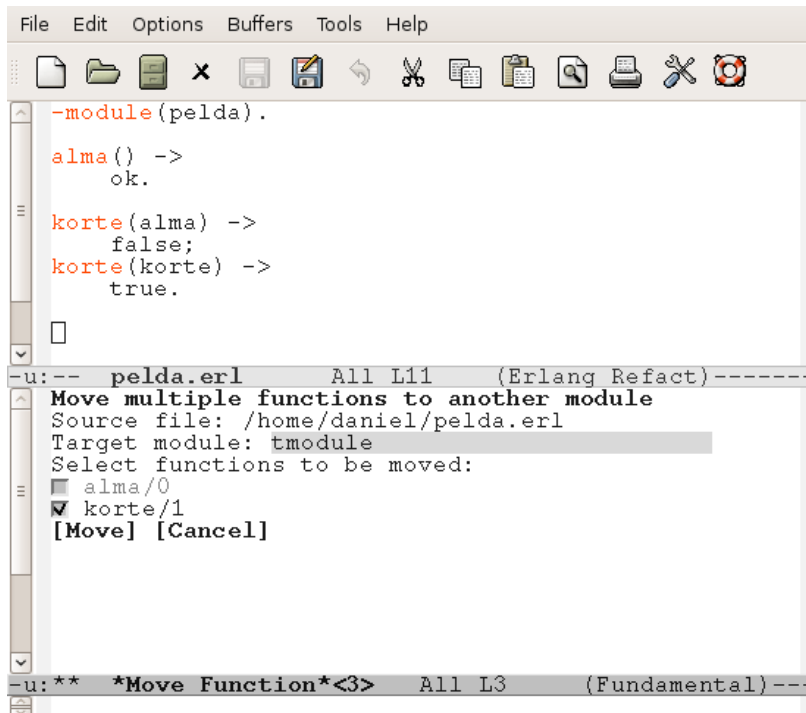 File Edit Options Buffers Tools Help
-module(pelda).
alma() ->
ok.
korte(alma) ->
false;
korte(korte) ->
true.
-u:-- pelda.erl All L11 (Erlang Refact)-------
Move multiple functions to another module
Source file: /home/daniel/pelda.erl
Target module: tmodule
Select functions to be moved:
alma/0
korte/1
[Move] [Cancel]
-u:** *Move Function*<3> All L3 (Fundamental)---